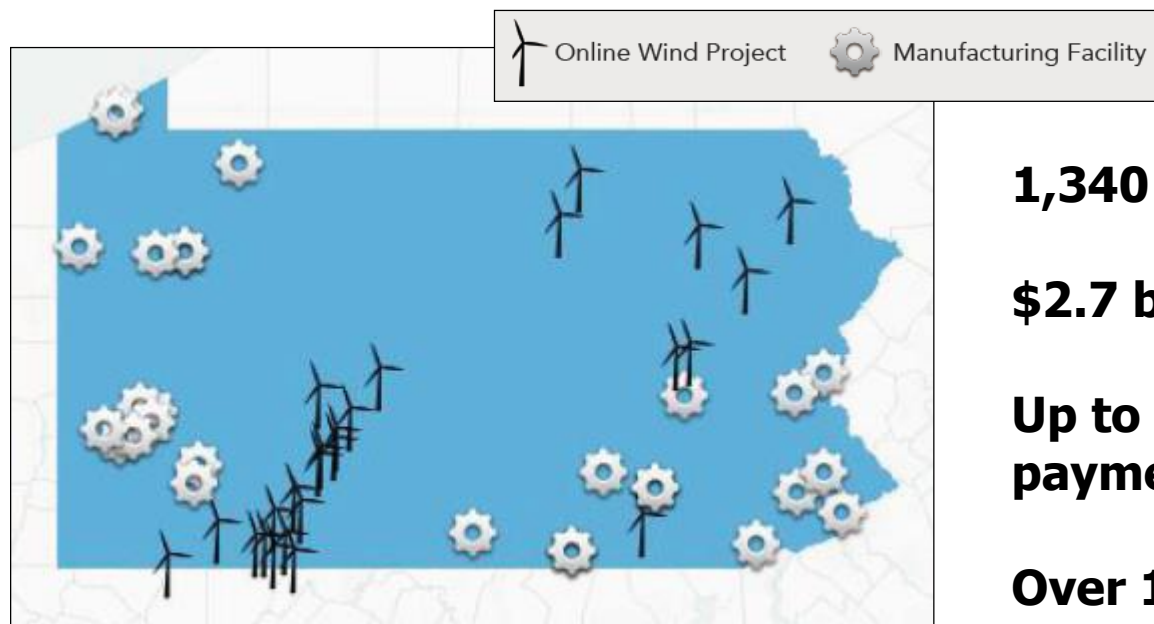 Online Wind Project
Manufacturing Facility
1,340
$2.7 b
Up to
payme
Over 1